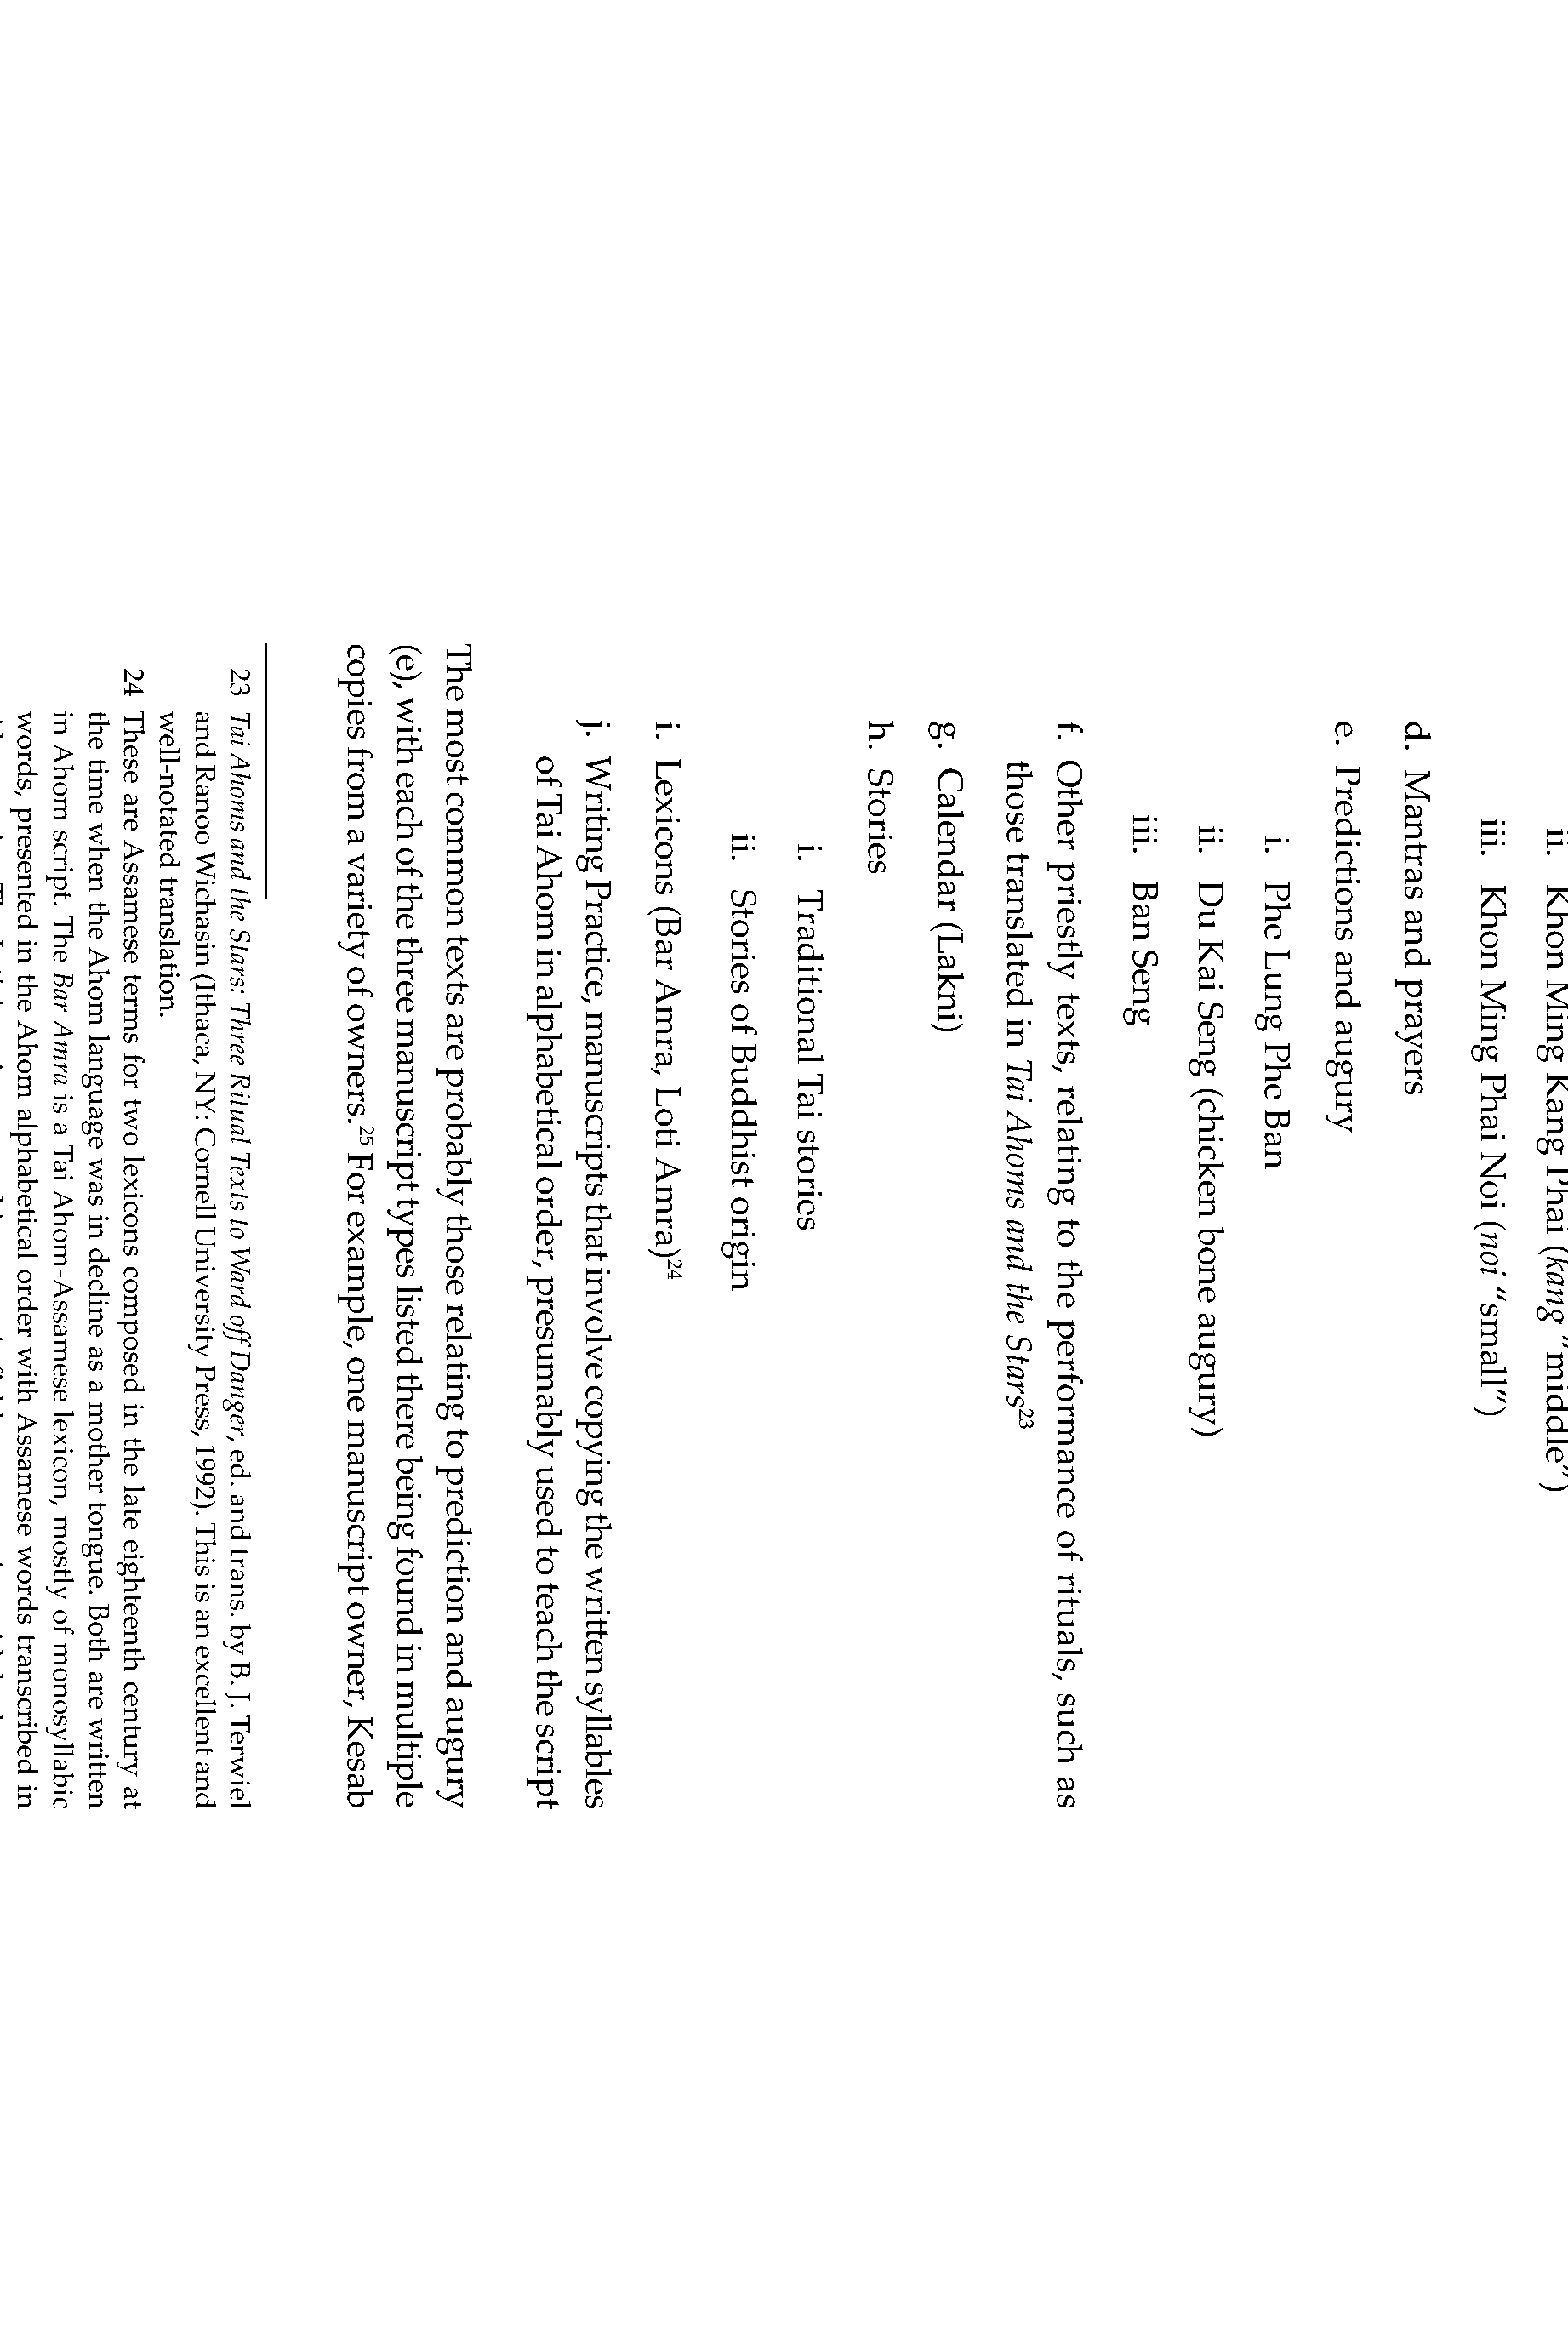 ii. Khon Ming Kang Phai (kang "middle")
iii. Khon Ming Phai Noi (noi "small")
d. Mantras and prayers
e. Predictions and augury
i. Phe Lung Phe Ban
ii. Du Kai Seng (chicken bone augury)
iii. Ban Seng
f. Other priestly texts, relating to the performance of rituals, such as
those translated in Tai Ahoms and the Stars23
g. Calendar (Lakni)
h. Stories
i. Traditional Tai stories
ii. Stories of Buddhist origin
i. Lexicons (Bar Amra, Loti Amra)24
j. Writing Practice, manuscripts that involve copying the written syllables
of Tai Ahom in alphabetical order, presumably used to teach the script
The most common texts are probably those relating to prediction and augury
(e), with each of the three manuscript types listed there being found in multiple
copies from a variety of owners.25 For example, one manuscript owner, Kesab
23 Tai Ahoms and the Stars: Three Ritual Texts to Ward off Danger, ed. and trans. by B. J. Terwiel
and Ranoo Wichasin (Ithaca, NY: Cornell University Press, 1992). This is an excellent and
well-notated translation.
24 These are Assamese terms for two lexicons composed in the late eighteenth century at
the time when the Ahom language was in decline as a mother tongue. Both are written
in Ahom script. The Bar Amra is a Tai Ahom-Assamese lexicon, mostly of monosyllabic
words, presented in the Ahom alphabetical order with Assamese words transcribed in